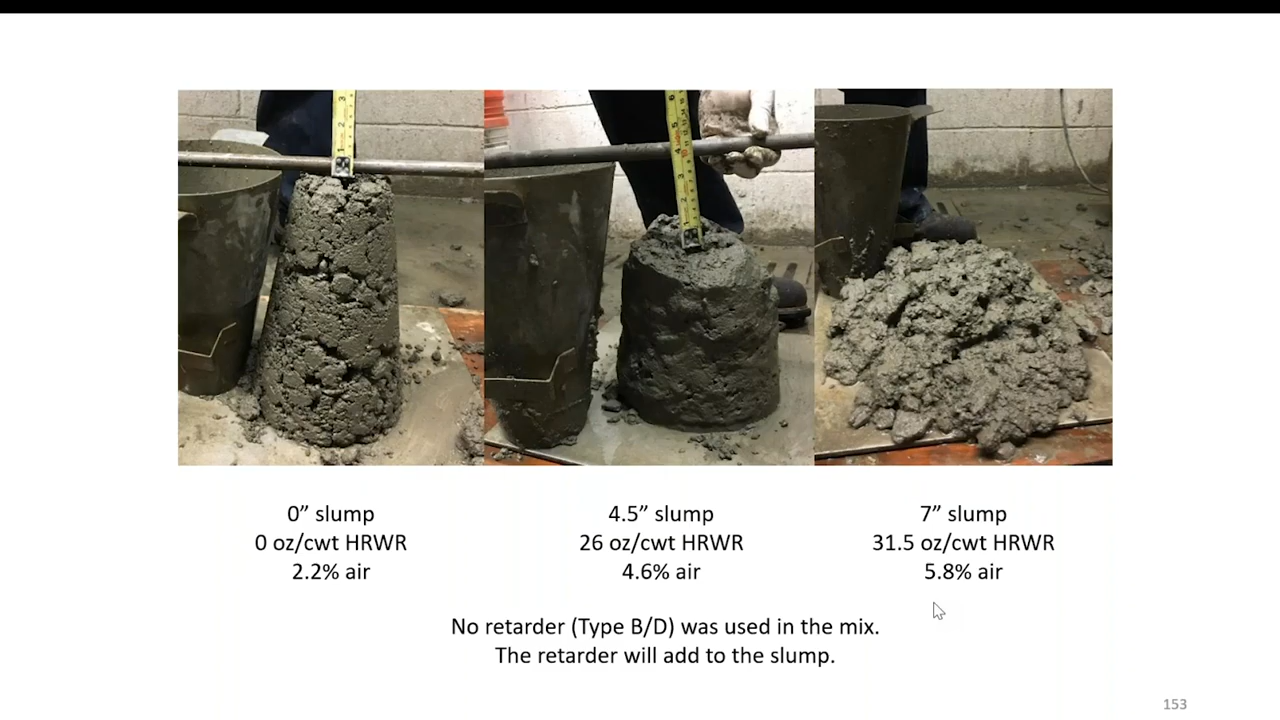 0” slump
0 oz/cwt HRWR
2.2% air
4.5” slump
26 oz/cwt HRWR
4.6% air
7” slump
31.5 oz/cwt HRWR
5.8% air
No retarder (Type B/D) was used in the mix.
The retarder will add to the slump.
153